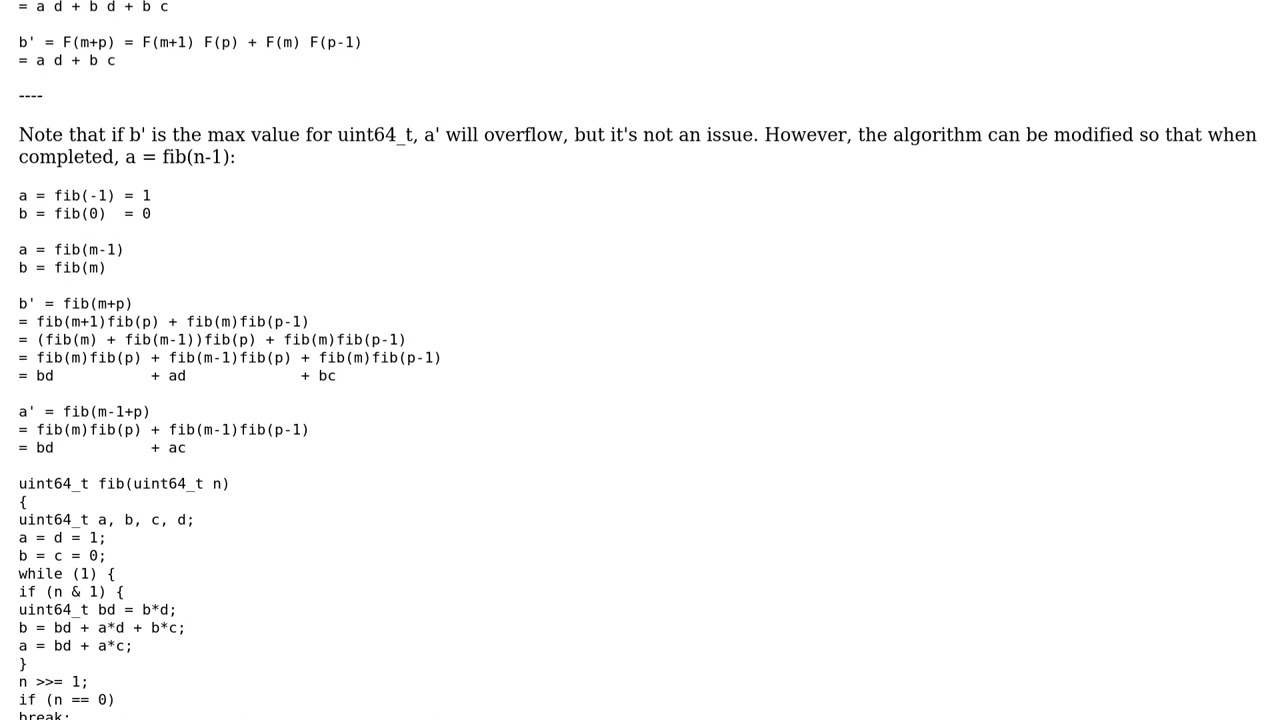 = a d + b d + b c
b' = F(m+p) = F(m+1) F(p) + F(m) F(p-1)
= a d + b c
----
Note that if b' is the max value for uint64_t, a' will overflow, but it's not an issue. However, the algorithm can be modified so that when
completed, a = fib(n-1):
a = fib(-1) = 1
b = fib(0)  = 0
a = fib(m-1)
b = fib(m)
b' = fib(m+p)
= fib(m+1)fib(p) + fib(m)fib(p-1)
= (fib(m) + fib(m-1))fib(p) + fib(m)fib(p-1)
= fib(m)fib(p) + fib(m-1)fib(p) + fib(m)fib(p-1)
= bd           + ad             + bc
a' = fib(m-1+p)
= fib(m)fib(p) + fib(m-1)fib(p-1)
= bd           + ac
uint64_t fib(uint64_t n)
{
uint64_t a, b, c, d;
a = d = 1;
b = c = 0;
while (1) {
if (n & 1) {
uint64_t bd = b*d;
b = bd + a*d + b*c;
a = bd + a*c;
}
n >>= 1;
if (n == 0)
break;